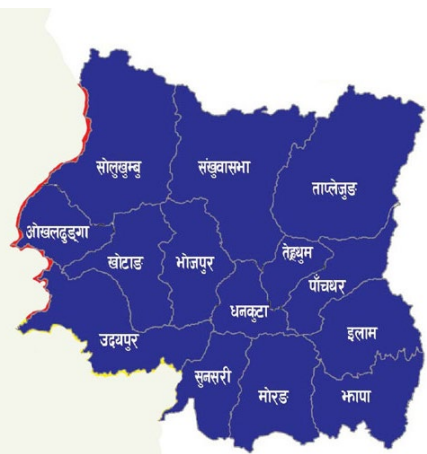 सोलुखुम्बु
संखुवासभा
ताप्लेजुङ
ओखलढुङ्गा
खोटाङ
भोजपुर
तेह्रथुम
पाँचथर
धनकुटा
इलाम
उदयपुर
सुनसरी
मोरङ
झापा